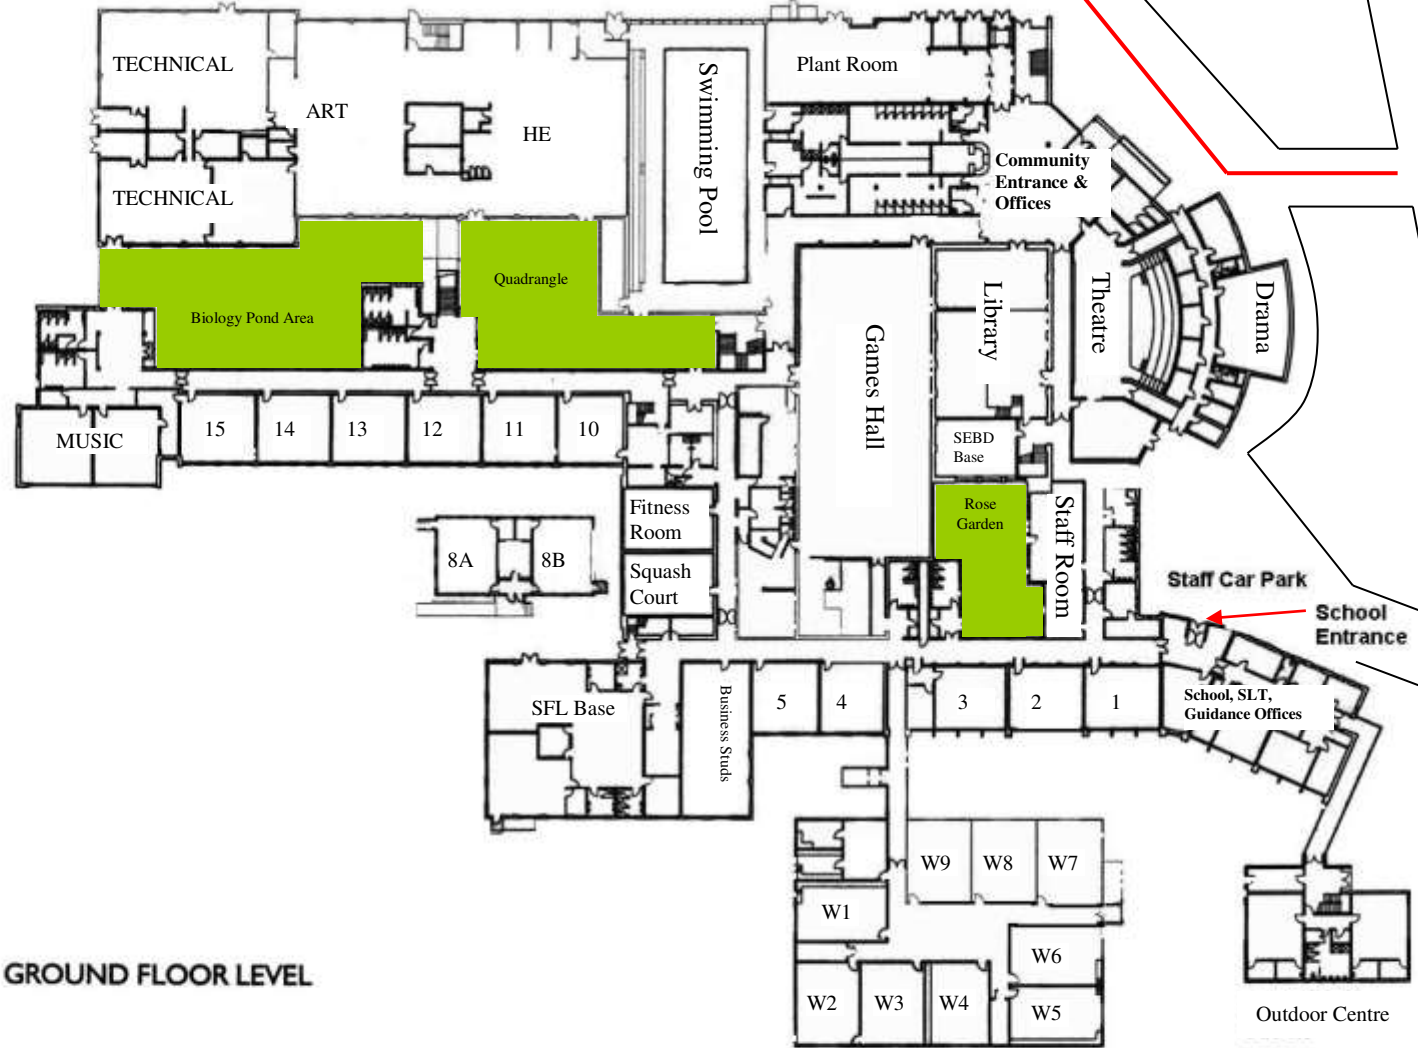 TECHNICAL
ART
HE
Swimming Pool
Plant Room
Community
Entrance &
Offices
TECHNICAL
Quadrangle
Biology Pond Area
Games Hall
Library
Theatre
Drama
MUSIC
15
14
13
12
11
10
SEBD
Base
Rose
Garden
Fitness
Room
Staff Room
8A
8B
Squash
Court
Staff Car Park
School
Entrance
SFL Base
Business Studs
5
4
3
2
1
School, SLT,
Guidance Offices
W9
W8
W7
W1
W6
W2
W3
W4
W5
GROUND FLOOR LEVEL
Outdoor Centre